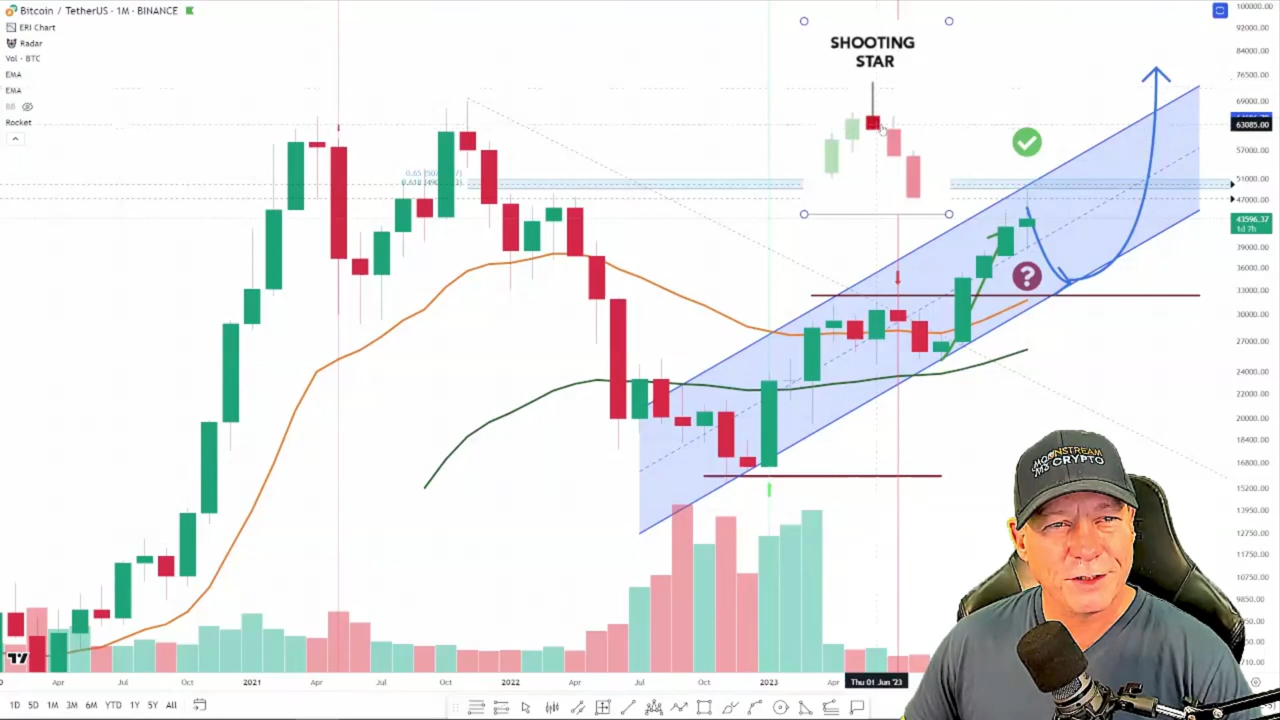 Bitcoin / TetherUS · 1M · BINANCE
ERI Chart
Radar
Vol · BTC
EMA
EMA
BB
Rocket
SHOOTING
STAR
?
100000.00
92000.00
84000.00
76500.00
69000.00
63085.00
57000.00
51000.00
47000.00
43596.37
1d 7h
39000.00
36000.00
33000.00
30000.00
27000.00
24000.00
22000.00
20000.00
18400.00
16800.00
15200.00
13950.00
12750.00
11750.00
10750.00
9850.00
MOONSTREAM
CRYPTO
Apr
Jul
Oct
2021
Apr
Jul
Oct
2022
Apr
Jul
Oct
2023
Apr
Thu 01 Jun '23
1D 5D 1M 3M 6M YTD 1Y 5Y All